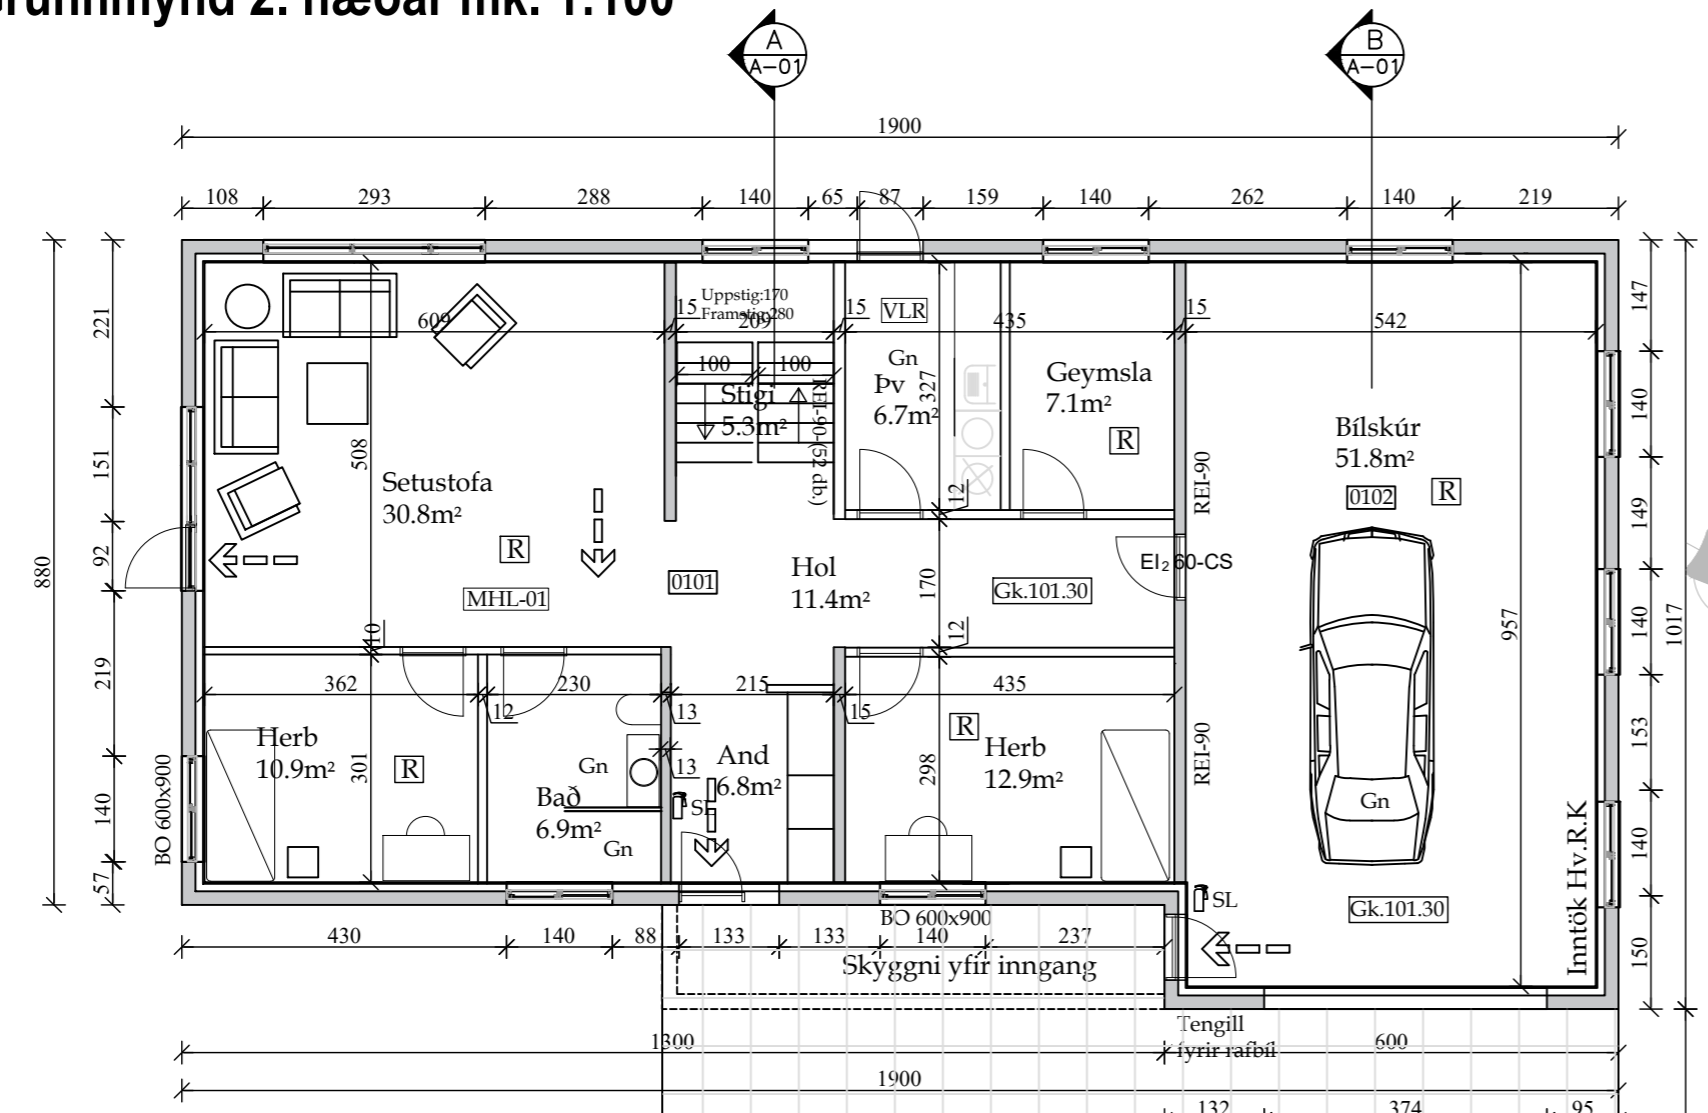 Grunnmynd 2. hæðar mk. 1:100
A
A-01
B
A-01
1900
108 293 288 140 65 87 159 140 262 140 219
880
221
151
92
219
140
57
BO 600x900
147
140
149
140
153
140
150
1017
Uppstig:170
Framstig:280
609 15 209 15 435 15 542
100 100
Stigi
5.3m²
REI-90-(52 db.)
VLR
Gn
Þv
6.7m²
327
12
Geymsla
7.1m²
R
Bílskúr
51.8m²
0102
R
REI-90
508
Setustofa
30.8m²
R
MHL-01
0101
Hol
11.4m²
170
Gk.101.30
EI₂ 60-CS
957
10
12
362 12 230 13 215 15 435
Herb
10.9m²
301
R
Gn
Bað
6.9m²
Gn
13
SL
And
6.8m²
298
R
Herb
12.9m²
REI-90
Gn
SL
Gk.101.30
Inntök Hv.R.K
BO 600x900
430 140 88 133 133 140 237
Skyggni yfir inngang
Tengill
fyrir rafbíl
1300 600
1900
132 374 95